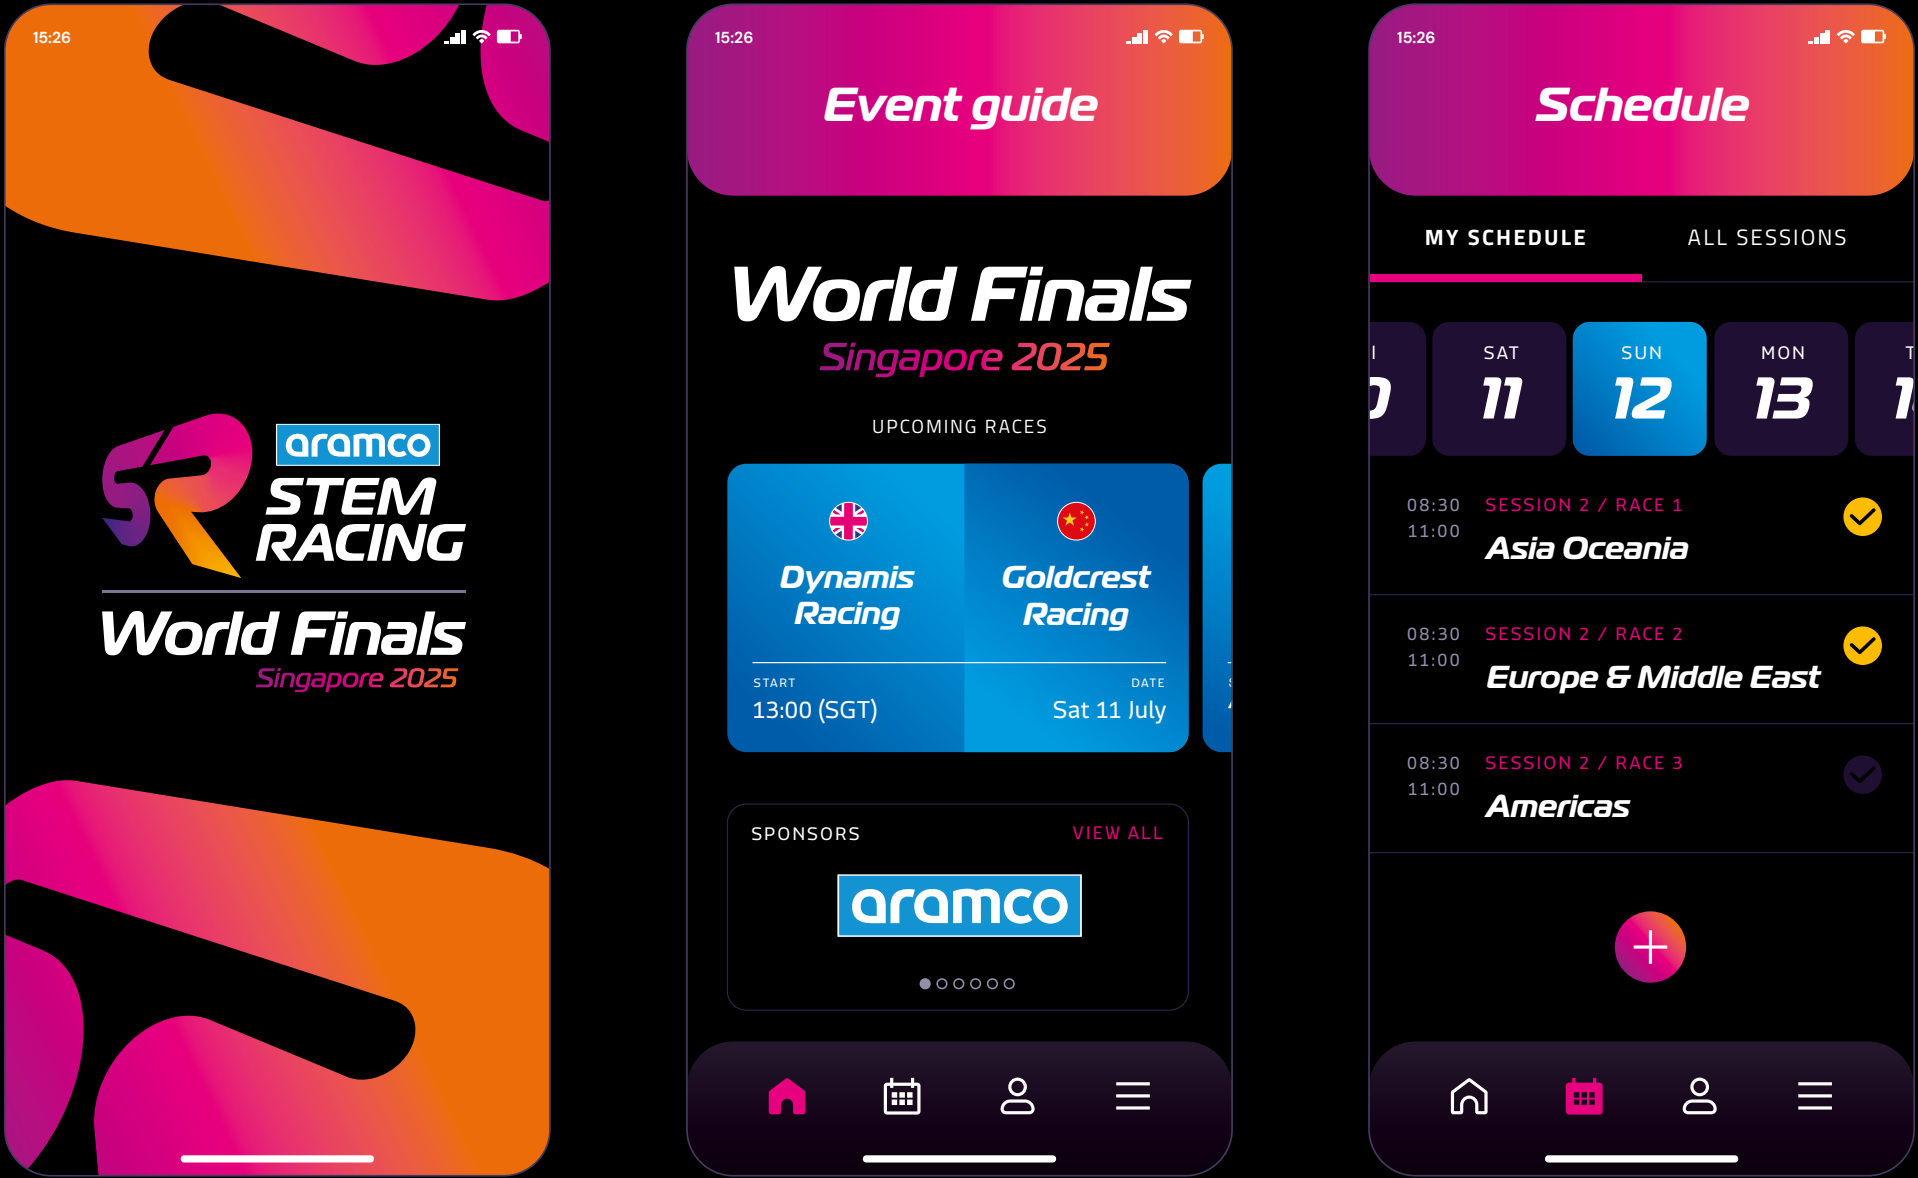 15:26
aramco
STEM
RACING
World Finals
Singapore 2025
15:26
Event guide
World Finals
Singapore 2025
UPCOMING RACES
Dynamis
Racing
Goldcrest
Racing
START
DATE
13:00 (SGT)
Sat 11 July
SPONSORS
VIEW ALL
aramco
15:26
Schedule
MY SCHEDULE
ALL SESSIONS
SAT
SUN
MON
11
12
13
08:30
SESSION 2 / RACE 1
11:00
Asia Oceania
08:30
SESSION 2 / RACE 2
11:00
Europe & Middle East
08:30
SESSION 2 / RACE 3
11:00
Americas